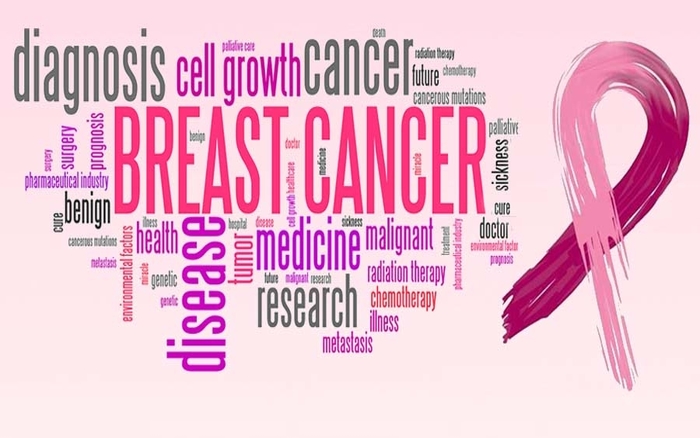 death
palliative care
diagnosis
cell growth
cancer
radiation therapy
future
chemotherapy
cancerous mutations
BREAST CANCER
surgery
surgery
prognosis
benign
doctor
medicine
miracle
palliative
sickness
pharmaceutical industry
healthcare
cell growth
cure
benign
illness
hospital
disease
sickness
cure
doctor
cancerous mutations
environmental factors
health
disease
tumor
medicine
malignant
treatment
pharmaceutical industry
environmental factor
prognosis
metastasis
miracle
genetic
genetic
future
malignant
research
radiation therapy
research
chemotherapy
illness
metastasis